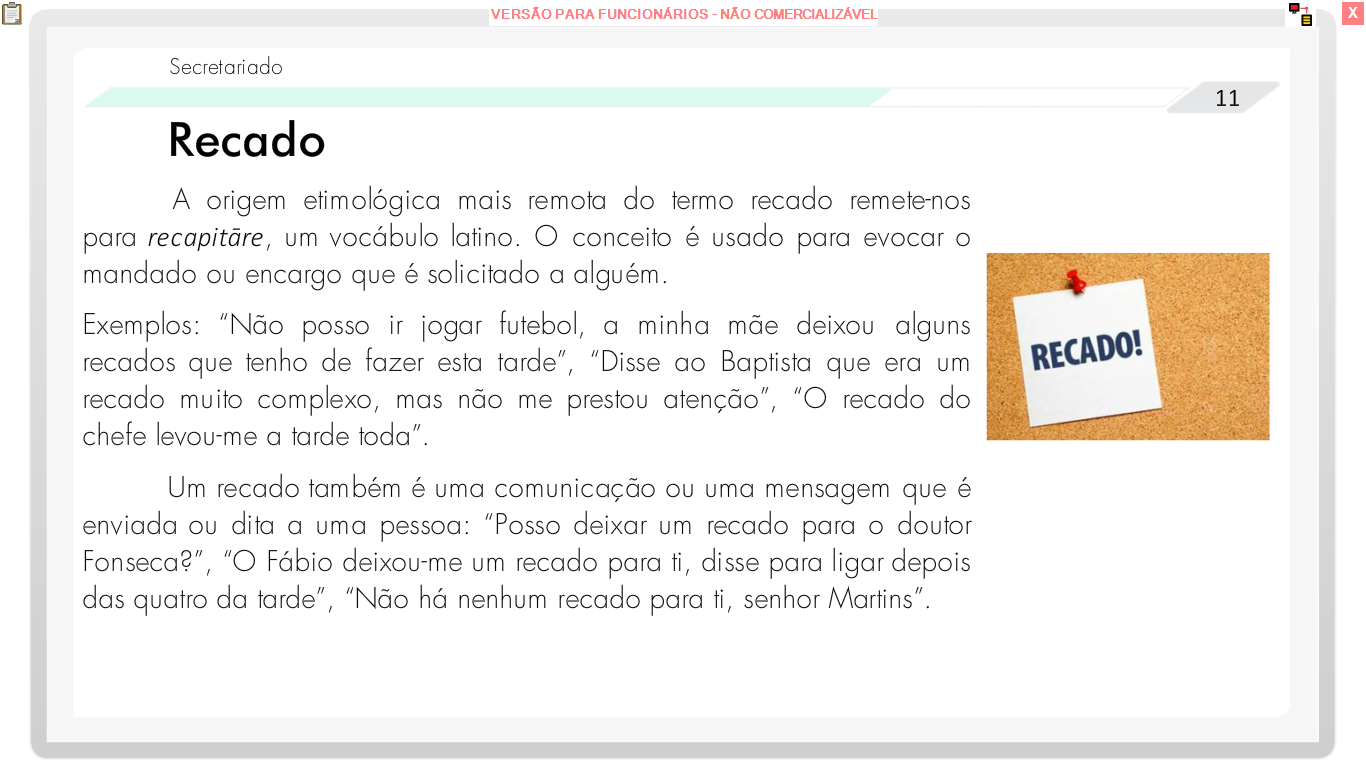 VERSÃO PARA FUNCIONÁRIOS - NÃO COMERCIALIZÁVEL
X
Secretariado
11
Recado
A origem etimológica mais remota do termo recado remete-nos
para recapitāre, um vocábulo latino. O conceito é usado para evocar o
mandado ou encargo que é solicitado a alguém.
Exemplos: “Não posso ir jogar futebol, a minha mãe deixou alguns
recados que tenho de fazer esta tarde”, “Disse ao Baptista que era um
recado muito complexo, mas não me prestou atenção”, “O recado do
chefe levou-me a tarde toda”.
RECADO!
Um recado também é uma comunicação ou uma mensagem que é
enviada ou dita a uma pessoa: “Posso deixar um recado para o doutor
Fonseca?”, “O Fábio deixou-me um recado para ti, disse para ligar depois
das quatro da tarde”, “Não há nenhum recado para ti, senhor Martins”.